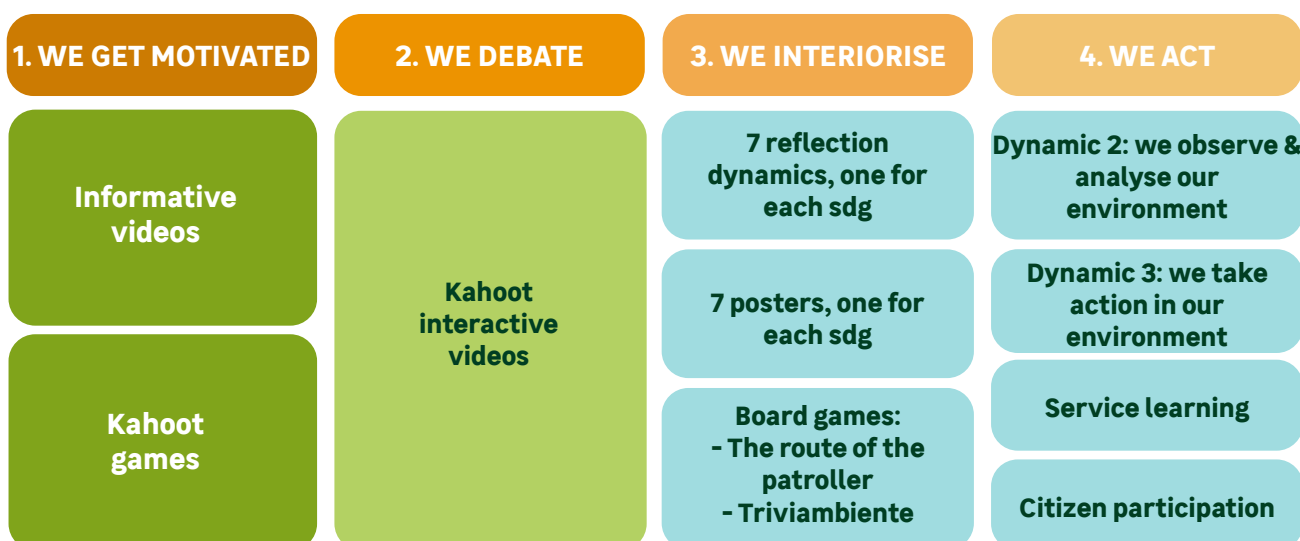 1. WE GET MOTIVATED
2. WE DEBATE
3. WE INTERIORISE
4. WE ACT
Informative
videos
Kahoot
games
Kahoot
interactive
videos
7 reflection
dynamics, one for
each sdg
7 posters, one for
each sdg
Board games:
- The route of the
patroller
- Triviambiente
Dynamic 2: we observe &
analyse our
environment
Dynamic 3: we take
action in our
environment
Service learning
Citizen participation